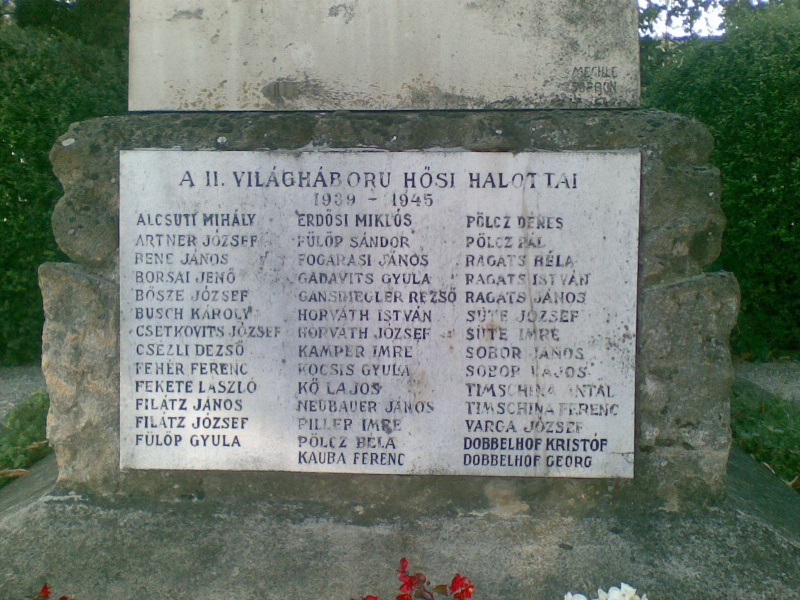 A II. VILÁGHÁBORU HŐSI HALOTTAI
1939 - 1945
ALCSUTI MIHÁLY
ARTNER JÓZSEF
BENE JÁNOS
BORSAI JENŐ
BŐSZE JÓZSEF
BUSCH KÁROLY
CSETKOVITS JÓZSEF
CSÉZLI DEZSŐ
FEHÉR FERENC
FEKETE LÁSZLÓ
FILÁTZ JÁNOS
FILÁTZ JÓZSEF
FÜLÖP GYULA
ERDŐSI MIKLÓS
FÜLÖP SÁNDOR
FOGARASI JÁNOS
GADAVITS GYULA
GANSBIEGLER REZSŐ
HORVÁTH ISTVÁN
HORVÁTH JÓZSEF
KAMPER IMRE
KOCSIS GYULA
KŐ LAJOS
NEUBAUER JÁNOS
PILLER IMRE
PÖLCZ BÉLA
KAUBA FERENC
PÖLCZ DÉNES
PÖLCZ PÁL
RAGATS BÉLA
RAGATS ISTVÁN
RAGATS JÁNOS
SÜTE JÓZSEF
SÜTE IMRE
SOBOR JÁNOS
SOBOR LAJOS
TIMSCHINA ANTAL
TIMSCHINA FERENC
VARGA JÓZSEF
DOBBELHOF KRISTÓF
DOBBELHOF GEORG